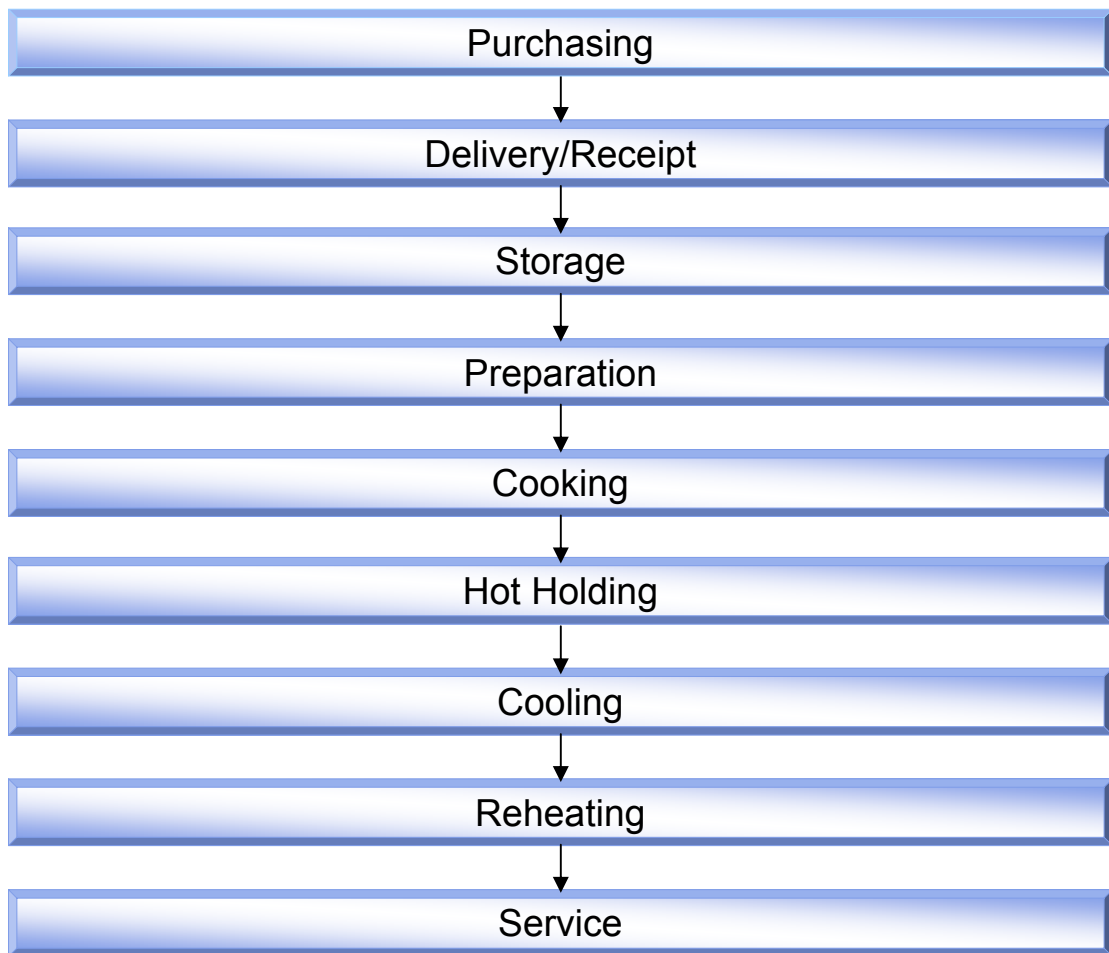 Purchasing
Delivery/Receipt
Storage
Preparation
Cooking
Hot Holding
Cooling
Reheating
Service